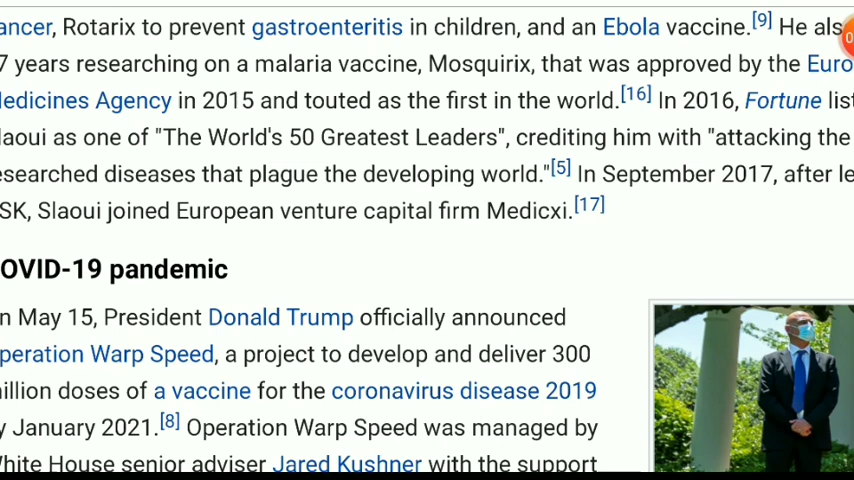 ancer, Rotarix to prevent gastroenteritis in children, and an Ebola vaccine.[9] He als
7 years researching on a malaria vaccine, Mosquirix, that was approved by the Euro
edicines Agency in 2015 and touted as the first in the world.[16] In 2016, Fortune list
laoui as one of "The World's 50 Greatest Leaders", crediting him with "attacking the
esearched diseases that plague the developing world."[5] In September 2017, after le
SK, Slaoui joined European venture capital firm Medicxi.[17]
OVID-19 pandemic
n May 15, President Donald Trump officially announced
peration Warp Speed, a project to develop and deliver 300
illion doses of a vaccine for the coronavirus disease 2019
y January 2021.[8] Operation Warp Speed was managed by
hite House senior adviser Jared Kushner with the support